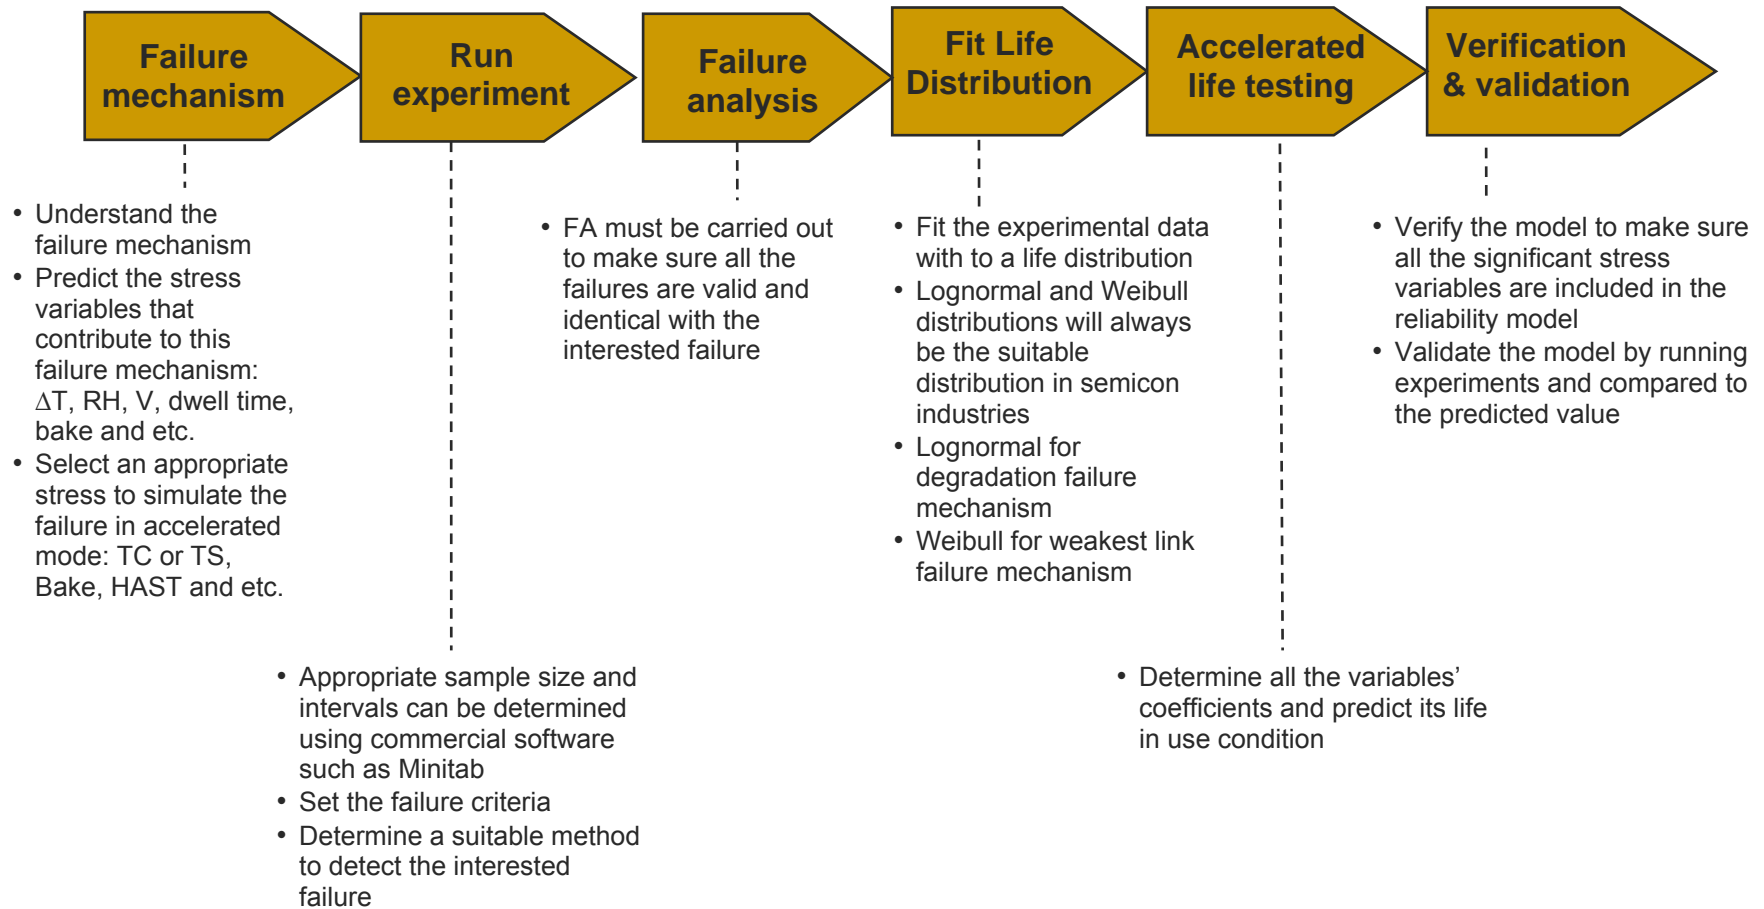 Failure
mechanism
Run
experiment
Failure
analysis
Fit Life
Distribution
Accelerated
life testing
Verification
& validation
• Understand the
failure mechanism
• Predict the stress
variables that
contribute to this
failure mechanism:
∆T, RH, V, dwell time,
bake and etc.
• Select an appropriate
stress to simulate the
failure in accelerated
mode: TC or TS,
Bake, HAST and etc.
• Appropriate sample size and
intervals can be determined
using commercial software
such as Minitab
• Set the failure criteria
• Determine a suitable method
to detect the interested
failure
• FA must be carried out
to make sure all the
failures are valid and
identical with the
interested failure
• Fit the experimental data
with to a life distribution
• Lognormal and Weibull
distributions will always
be the suitable
distribution in semicon
industries
• Lognormal for
degradation failure
mechanism
• Weibull for weakest link
failure mechanism
• Determine all the variables’
coefficients and predict its life
in use condition
• Verify the model to make sure
all the significant stress
variables are included in the
reliability model
• Validate the model by running
experiments and compared to
the predicted value